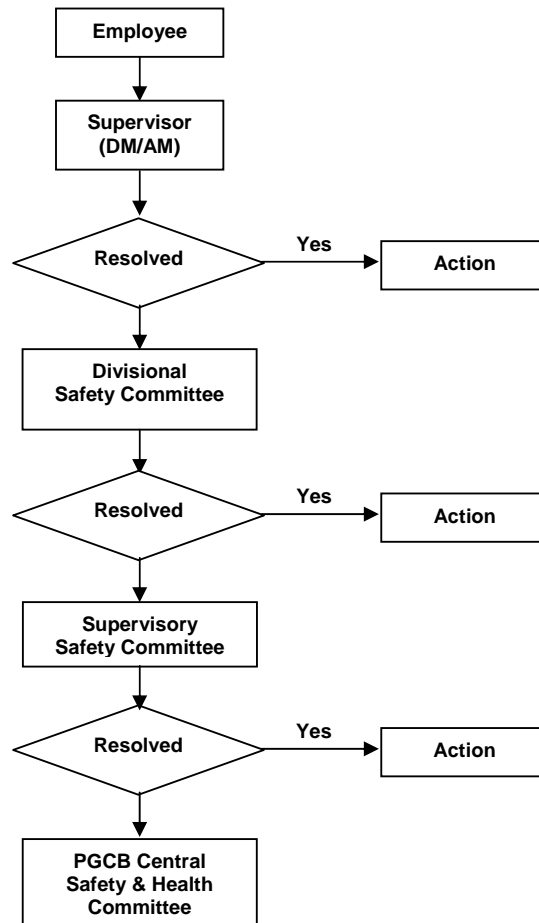 Employee
Supervisor
(DM/AM)
Resolved
Yes
Action
Divisional
Safety Committee
Resolved
Yes
Action
Supervisory
Safety Committee
Resolved
Yes
Action
PGCB Central
Safety & Health
Committee